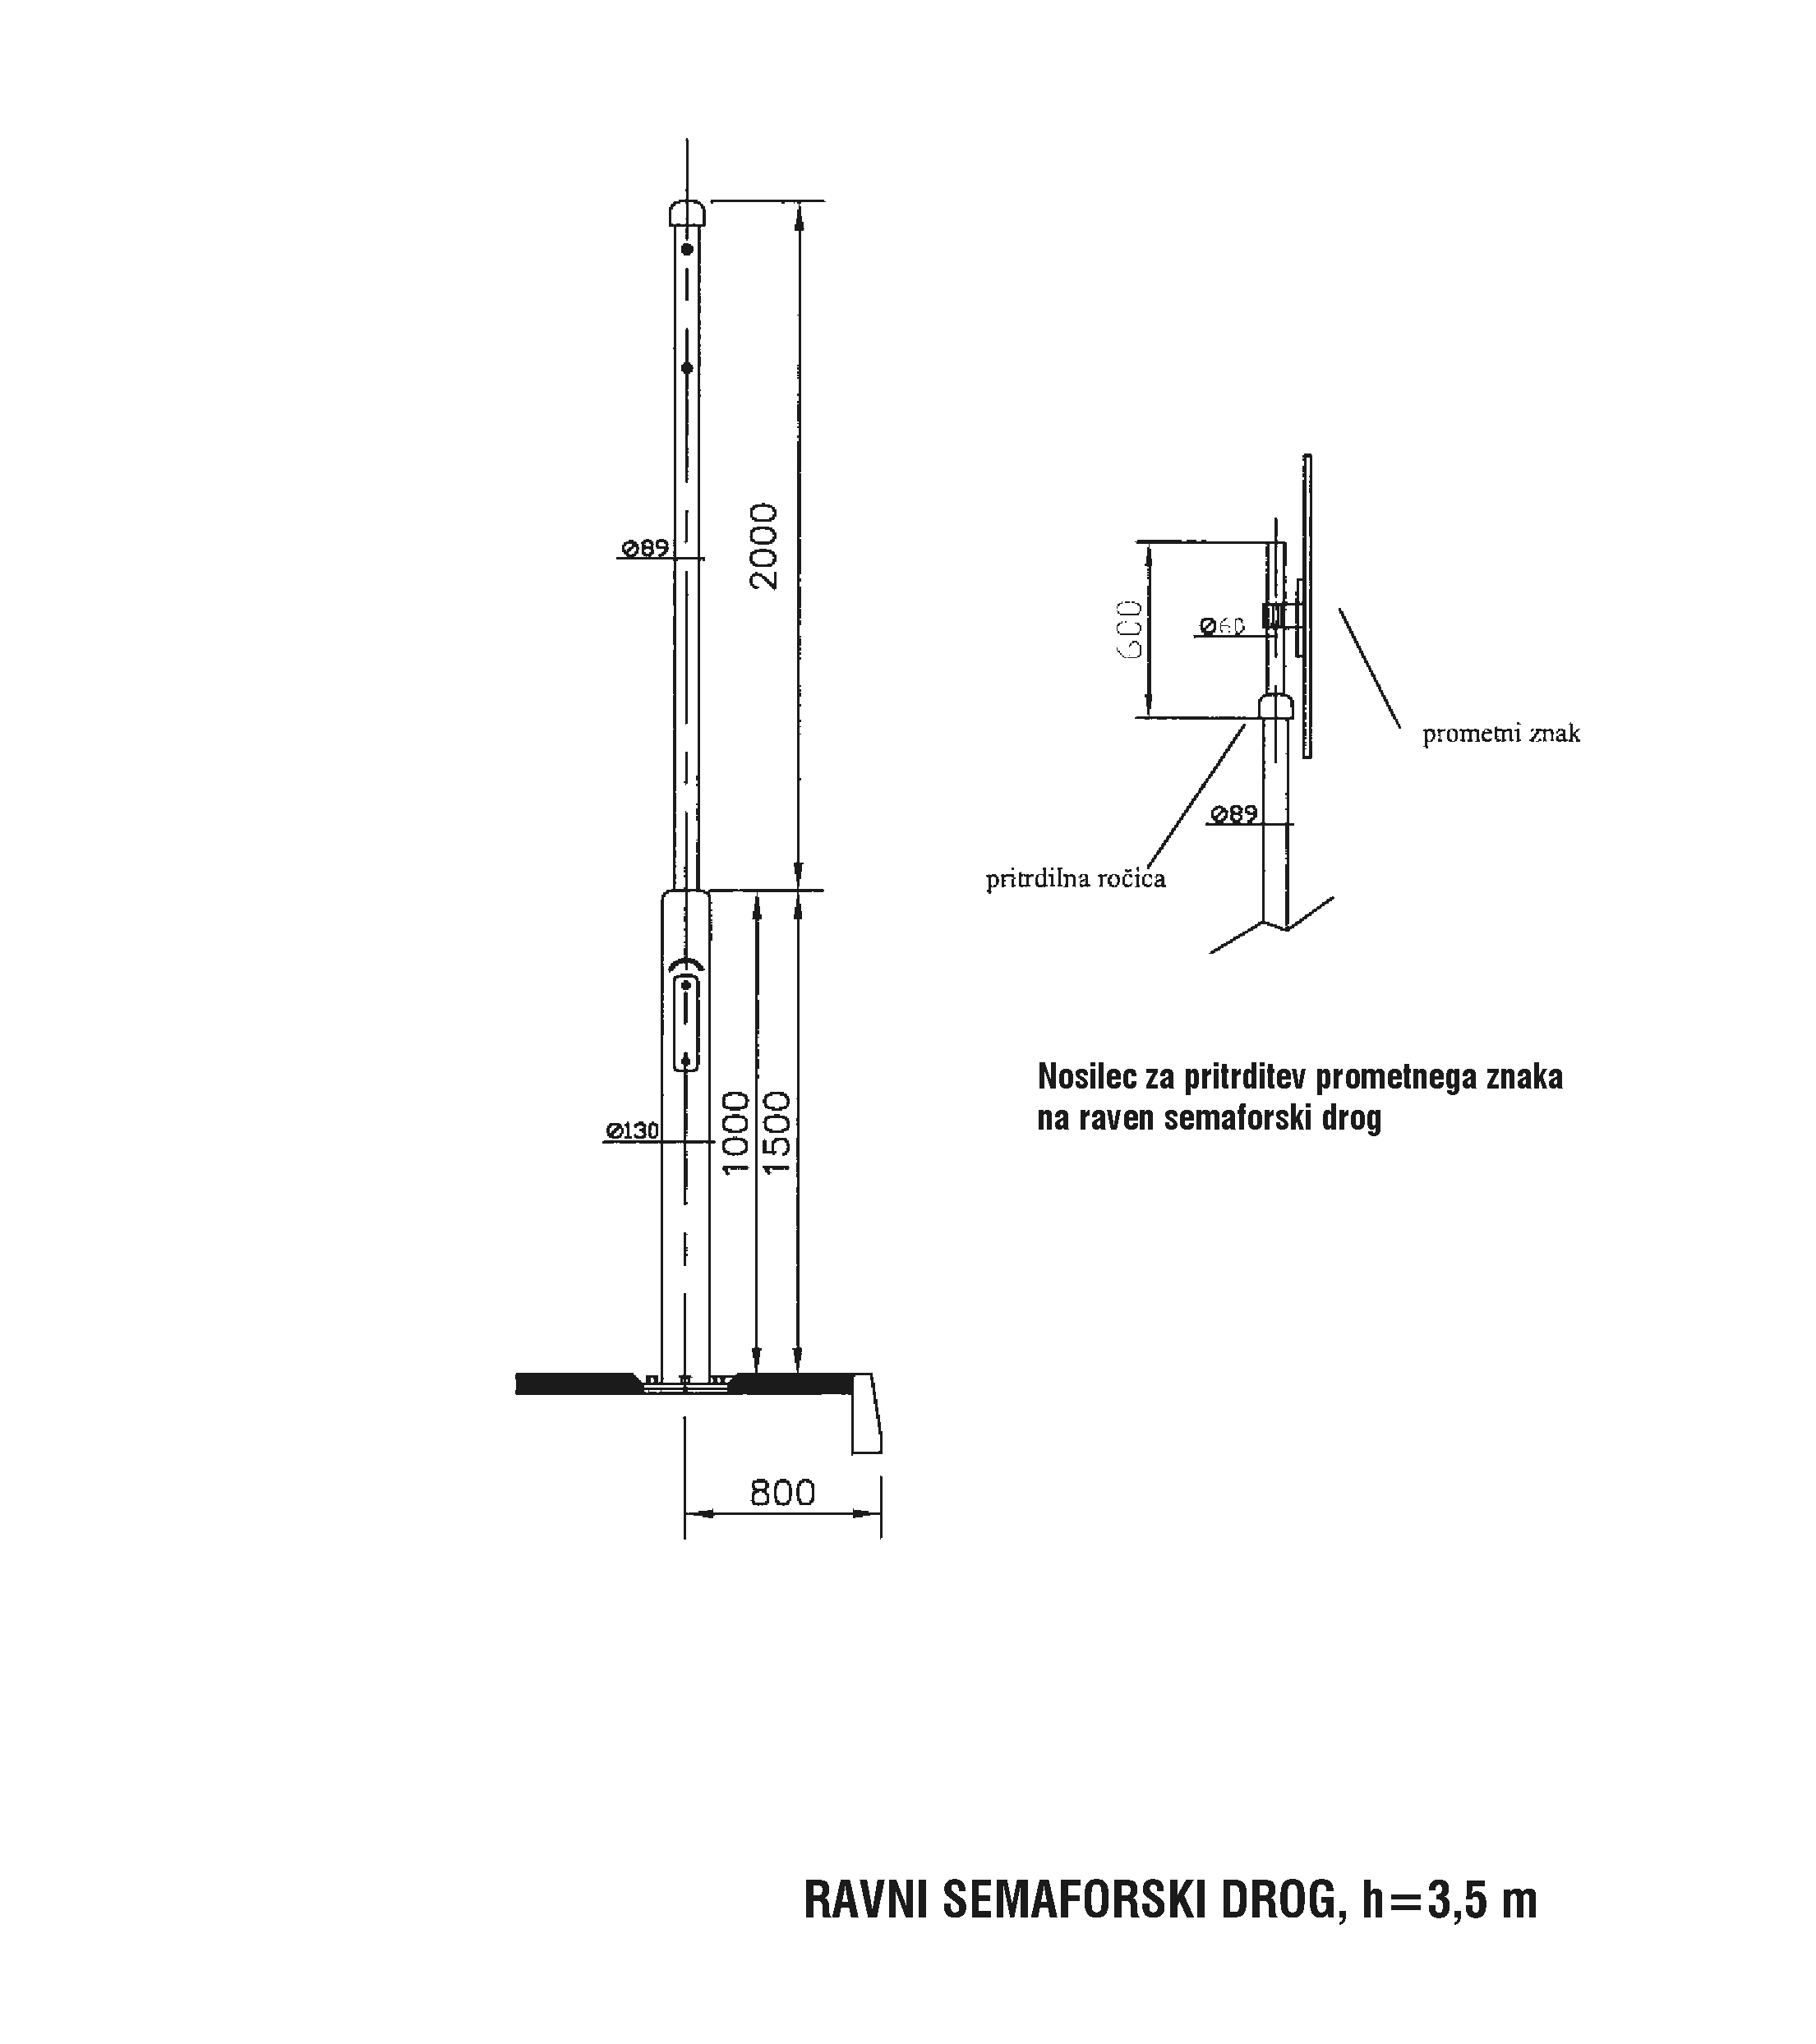 Ø89
2000
600
Ø60
prometni znak
Ø89
pritrdilna ročica
Nosilec za pritrditev prometnega znaka
na raven semaforski drog
Ø130
1000
1500
800
RAVNI SEMAFORSKI DROG, h=3,5 m